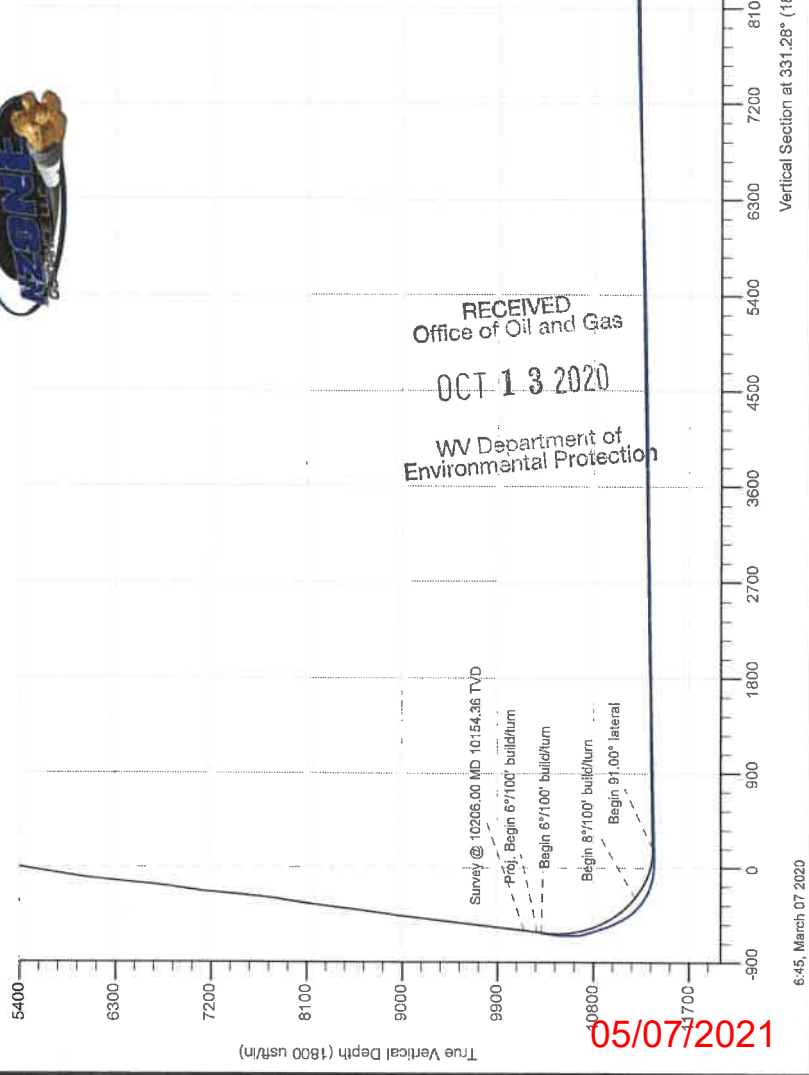 5400
6300
7200
8100
9000
9900
10800
11700
True Vertical Depth (1800 usft/in)
RECEIVED
Office of Oil and Gas
OCT 13 2020
WV Department of
Environmental Protection
Survey @ 10206.00 MD 10154.36 TVD
Proj. Begin 6°/100' build/turn
Begin 6°/100' build/turn
Begin 8°/100' build/turn
Begin 91.00° lateral
-900
0
900
1800
2700
3600
4500
5400
6300
7200
810
Vertical Section at 331.28° (18
6:45, March 07 2020
05/07/2021